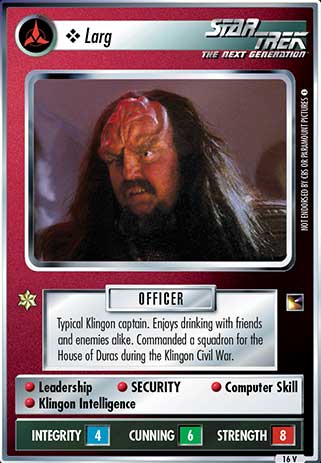 ❖ Larg
STAR TREK
THE NEXT GENERATION
NOT ENDORSED BY CBS OR PARAMOUNT PICTURES
OFFICER
Typical Klingon captain. Enjoys drinking with friends
and enemies alike. Commanded a squadron for the
House of Duras during the Klingon Civil War.
• Leadership • SECURITY • Computer Skill
• Klingon Intelligence
INTEGRITY 4 CUNNING 6 STRENGTH 8
16 V